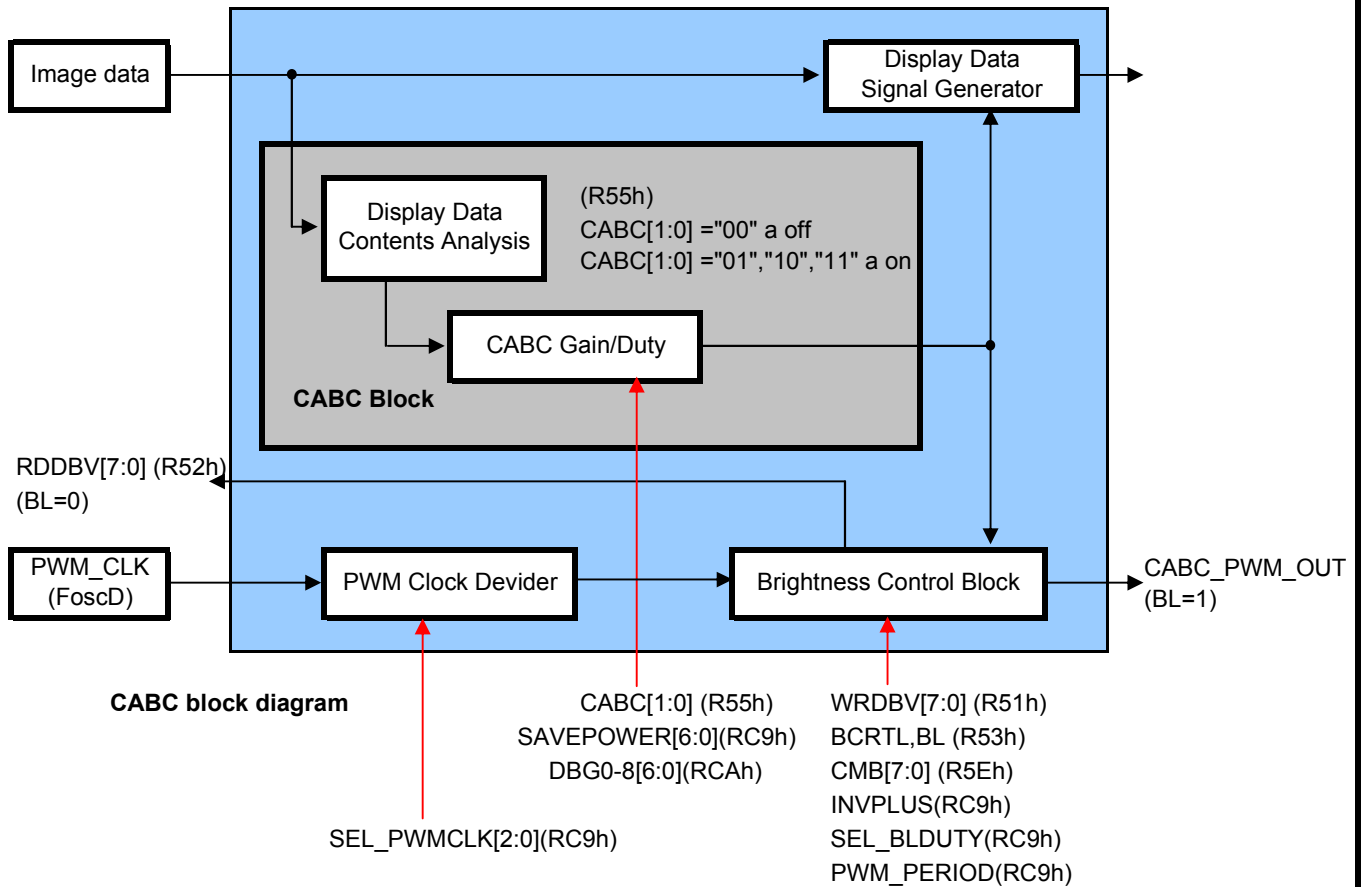 Image data
Display Data
Signal Generator
Display Data
Contents Analysis
(R55h)
CABC[1:0] ="00" a off
CABC[1:0] ="01","10","11" a on
CABC Gain/Duty
CABC Block
RDDBV[7:0] (R52h)
(BL=0)
PWM_CLK
(FoscD)
PWM Clock Devider
Brightness Control Block
CABC_PWM_OUT
(BL=1)
CABC block diagram
CABC[1:0] (R55h)
SAVEPOWER[6:0](RC9h)
DBG0-8[6:0](RCAh)
WRDBV[7:0] (R51h)
BCRTL,BL (R53h)
CMB[7:0] (R5Eh)
INVPLUS(RC9h)
SEL_BLDUTY(RC9h)
PWM_PERIOD(RC9h)
SEL_PWMCLK[2:0](RC9h)